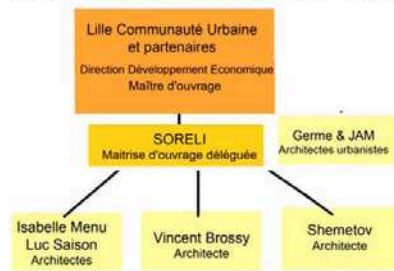 Lille Communauté Urbaine
et partenaires
Direction Développement Economique
Maître d'ouvrage
SORELI
Maitrise d'ouvrage déléguée
Germe & JAM
Architectes urbanistes
Isabelle Menu
Luc Saison
Architectes
Vincent Brossy
Architecte
Shemetov
Architecte